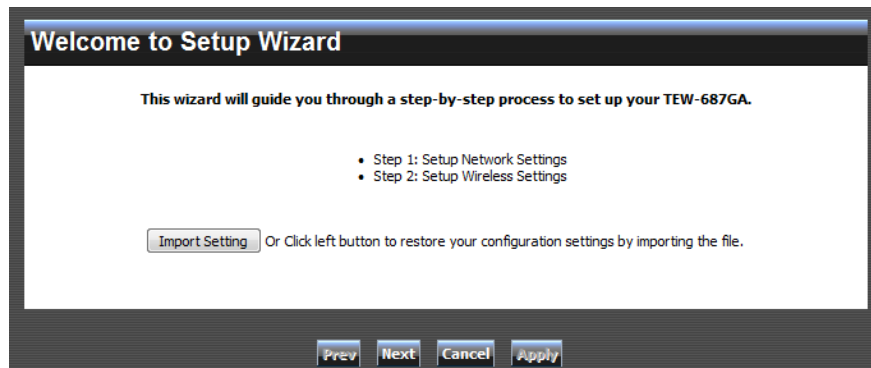 Welcome to Setup Wizard
This wizard will guide you through a step-by-step process to set up your TEW-687GA.
• Step 1: Setup Network Settings
• Step 2: Setup Wireless Settings
Import Setting Or Click left button to restore your configuration settings by importing the file.
Prev Next Cancel Apply